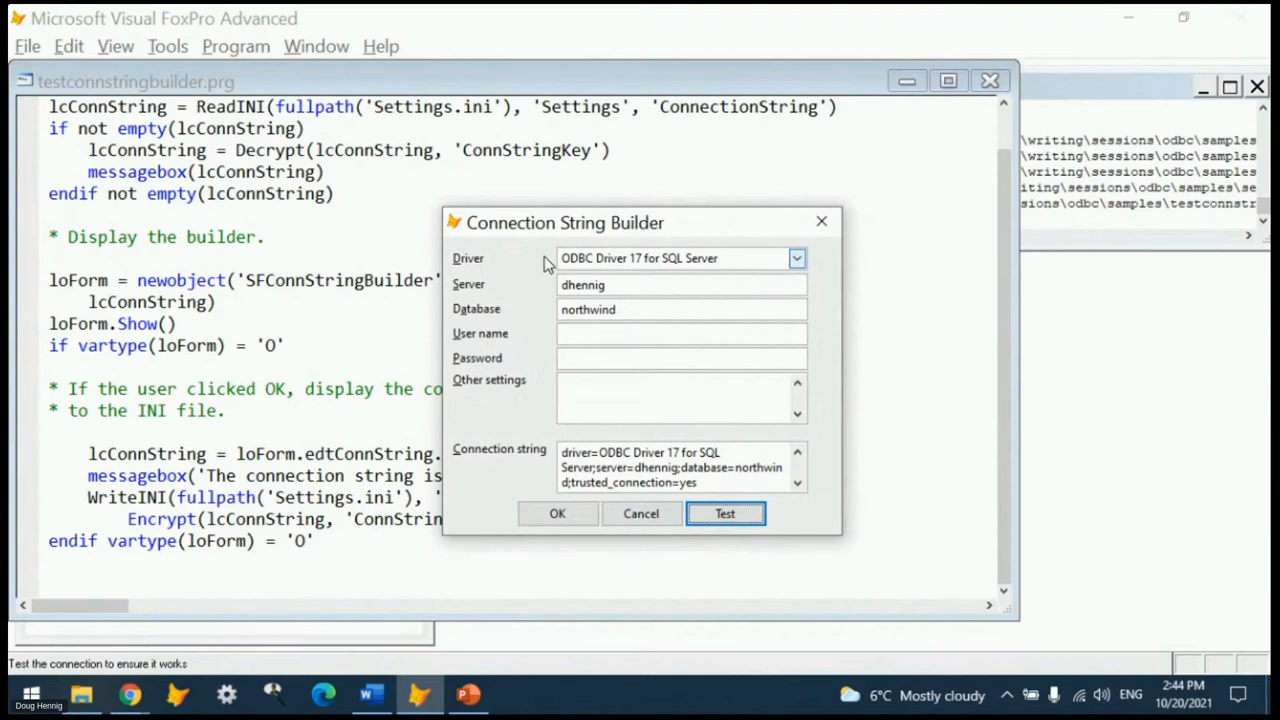 Microsoft Visual FoxPro Advanced
File Edit View Tools Program Window Help
testconnstringbuilder.prg
lcConnString = ReadINI(fullpath('Settings.ini'), 'Settings', 'ConnectionString')
if not empty(lcConnString)
lcConnString = Decrypt(lcConnString, 'ConnStringKey')
messagebox(lcConnString)
endif not empty(lcConnString)
* Display the builder.
loForm = newobject('SFConnStringBuilder'
lcConnString)
loForm.Show()
if vartype(loForm) = 'O'
* If the user clicked OK, display the co
* to the INI file.
lcConnString = loForm.edtConnString.
messagebox('The connection string is
WriteINI(fullpath('Settings.ini'), '
Encrypt(lcConnString, 'ConnStrin
endif vartype(loForm) = 'O'
\writing\sessions\odbc\samples
\writing\sessions\odbc\samples
\writing\sessions\odbc\samples
iting\sessions\odbc\samples\se
sions\odbc\samples\testconnstr
Connection String Builder
Driver ODBC Driver 17 for SQL Server
Server dhennig
Database northwind
User name
Password
Other settings
Connection string driver=ODBC Driver 17 for SQL
Server;server=dhennig;database=northwin
d;trusted_connection=yes
OK Cancel Test
Test the connection to ensure it works
Doug Hennig
6°C Mostly cloudy ENG 2:44 PM
10/20/2021